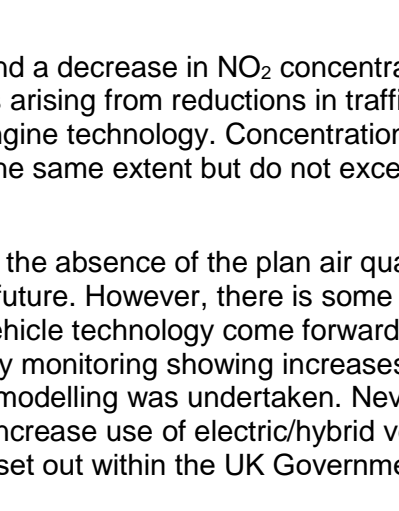 nd a decrease in NO₂ concentra
s arising from reductions in traffi
ngine technology. Concentration
ne same extent but do not exce
the absence of the plan air qua
future. However, there is some
ehicle technology come forward
y monitoring showing increases
modelling was undertaken. Nev
ncrease use of electric/hybrid v
set out within the UK Governme